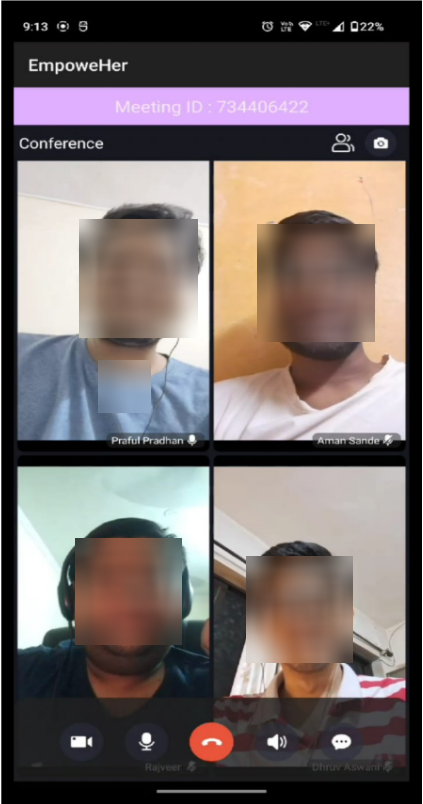 9:13 22%
EmpoweHer
Meeting ID : 734406422
Conference
Praful Pradhan
Aman Sande
Rajveer
Dhruv Aswani